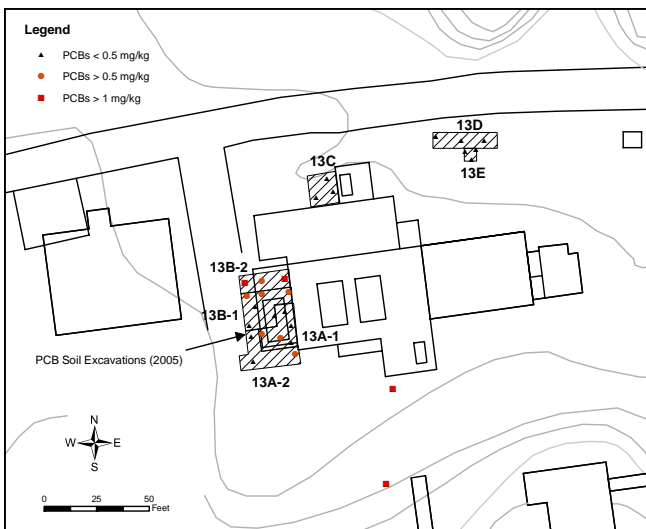 Legend
PCBs < 0.5 mg/kg
PCBs > 0.5 mg/kg
PCBs > 1 mg/kg
13D
13E
13C
13B-2
13B-1
13A-1
PCB Soil Excavations (2005)
13A-2
N
W E
S
0 25 50
Feet